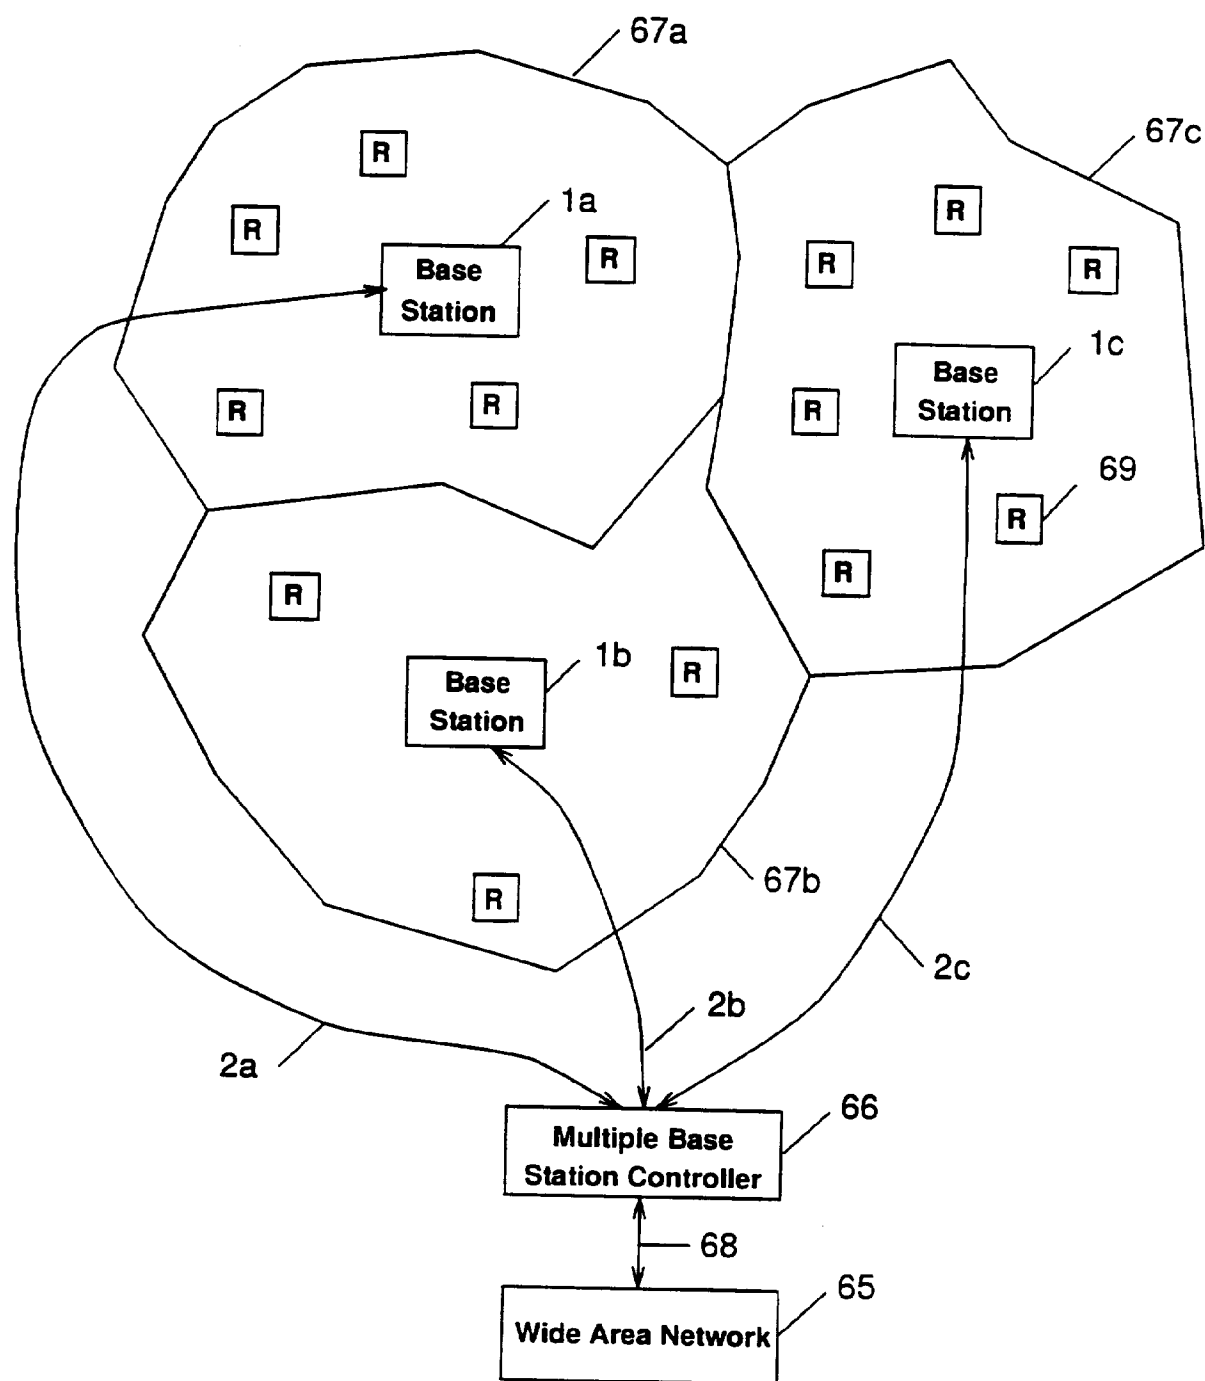 67a
67c
R
1a
R
R
R
R
Base
Station
R
R
1c
Base
Station
R
R
R
69
R
R
R
1b
Base
Station
R
67b
R
2c
2b
2a
66
Multiple Base
Station Controller
68
65
Wide Area Network